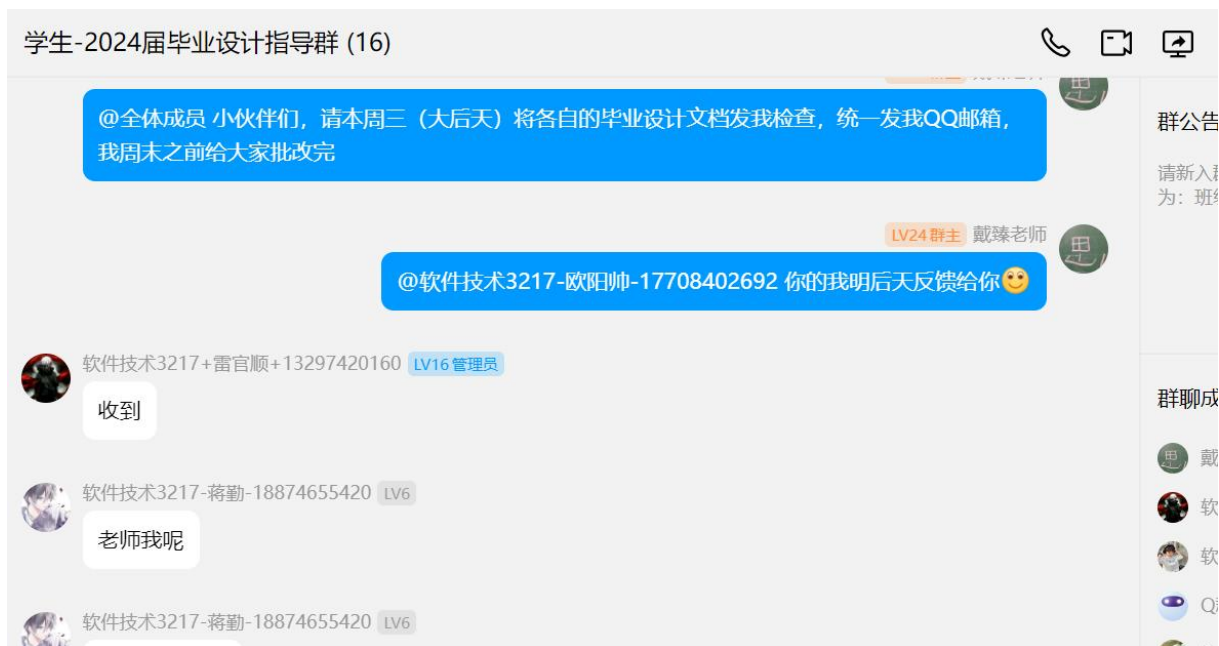 学生-2024届毕业设计指导群 (16)
@全体成员 小伙伴们，请本周三（大后天）将各自的毕业设计文档发我检查，统一发我QQ邮箱，
我周末之前给大家批改完
LV24 群主 戴臻老师
@软件技术3217-欧阳帅-17708402692 你的我明后天反馈给你
软件技术3217+雷官顺+13297420160 LV16 管理员
收到
软件技术3217-蒋勤-18874655420 LV6
老师我呢
软件技术3217-蒋勤-18874655420 LV6
群公告
请新入
为：班
群聊成
戴
软
软
Q